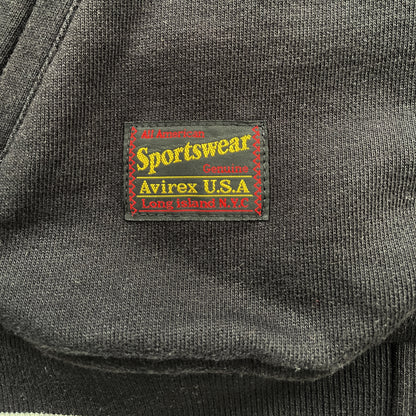 All American
Sportswear
Genuine
Avirex U.S.A
Long island N.Y.C